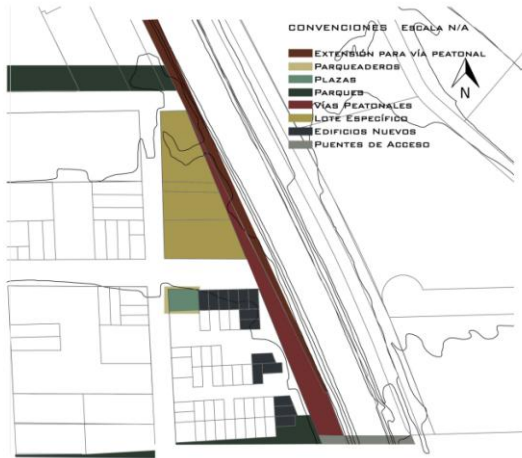 CONVENCIONES ESCALA N/A
EXTENSIÓN PARA VÍA PEATONAL
PARQUEADEROS
PLAZAS
PARQUES
VÍAS PEATONALES
LOTE ESPECÍFICO
EDIFICIOS NUEVOS
PUENTES DE ACCESO
N